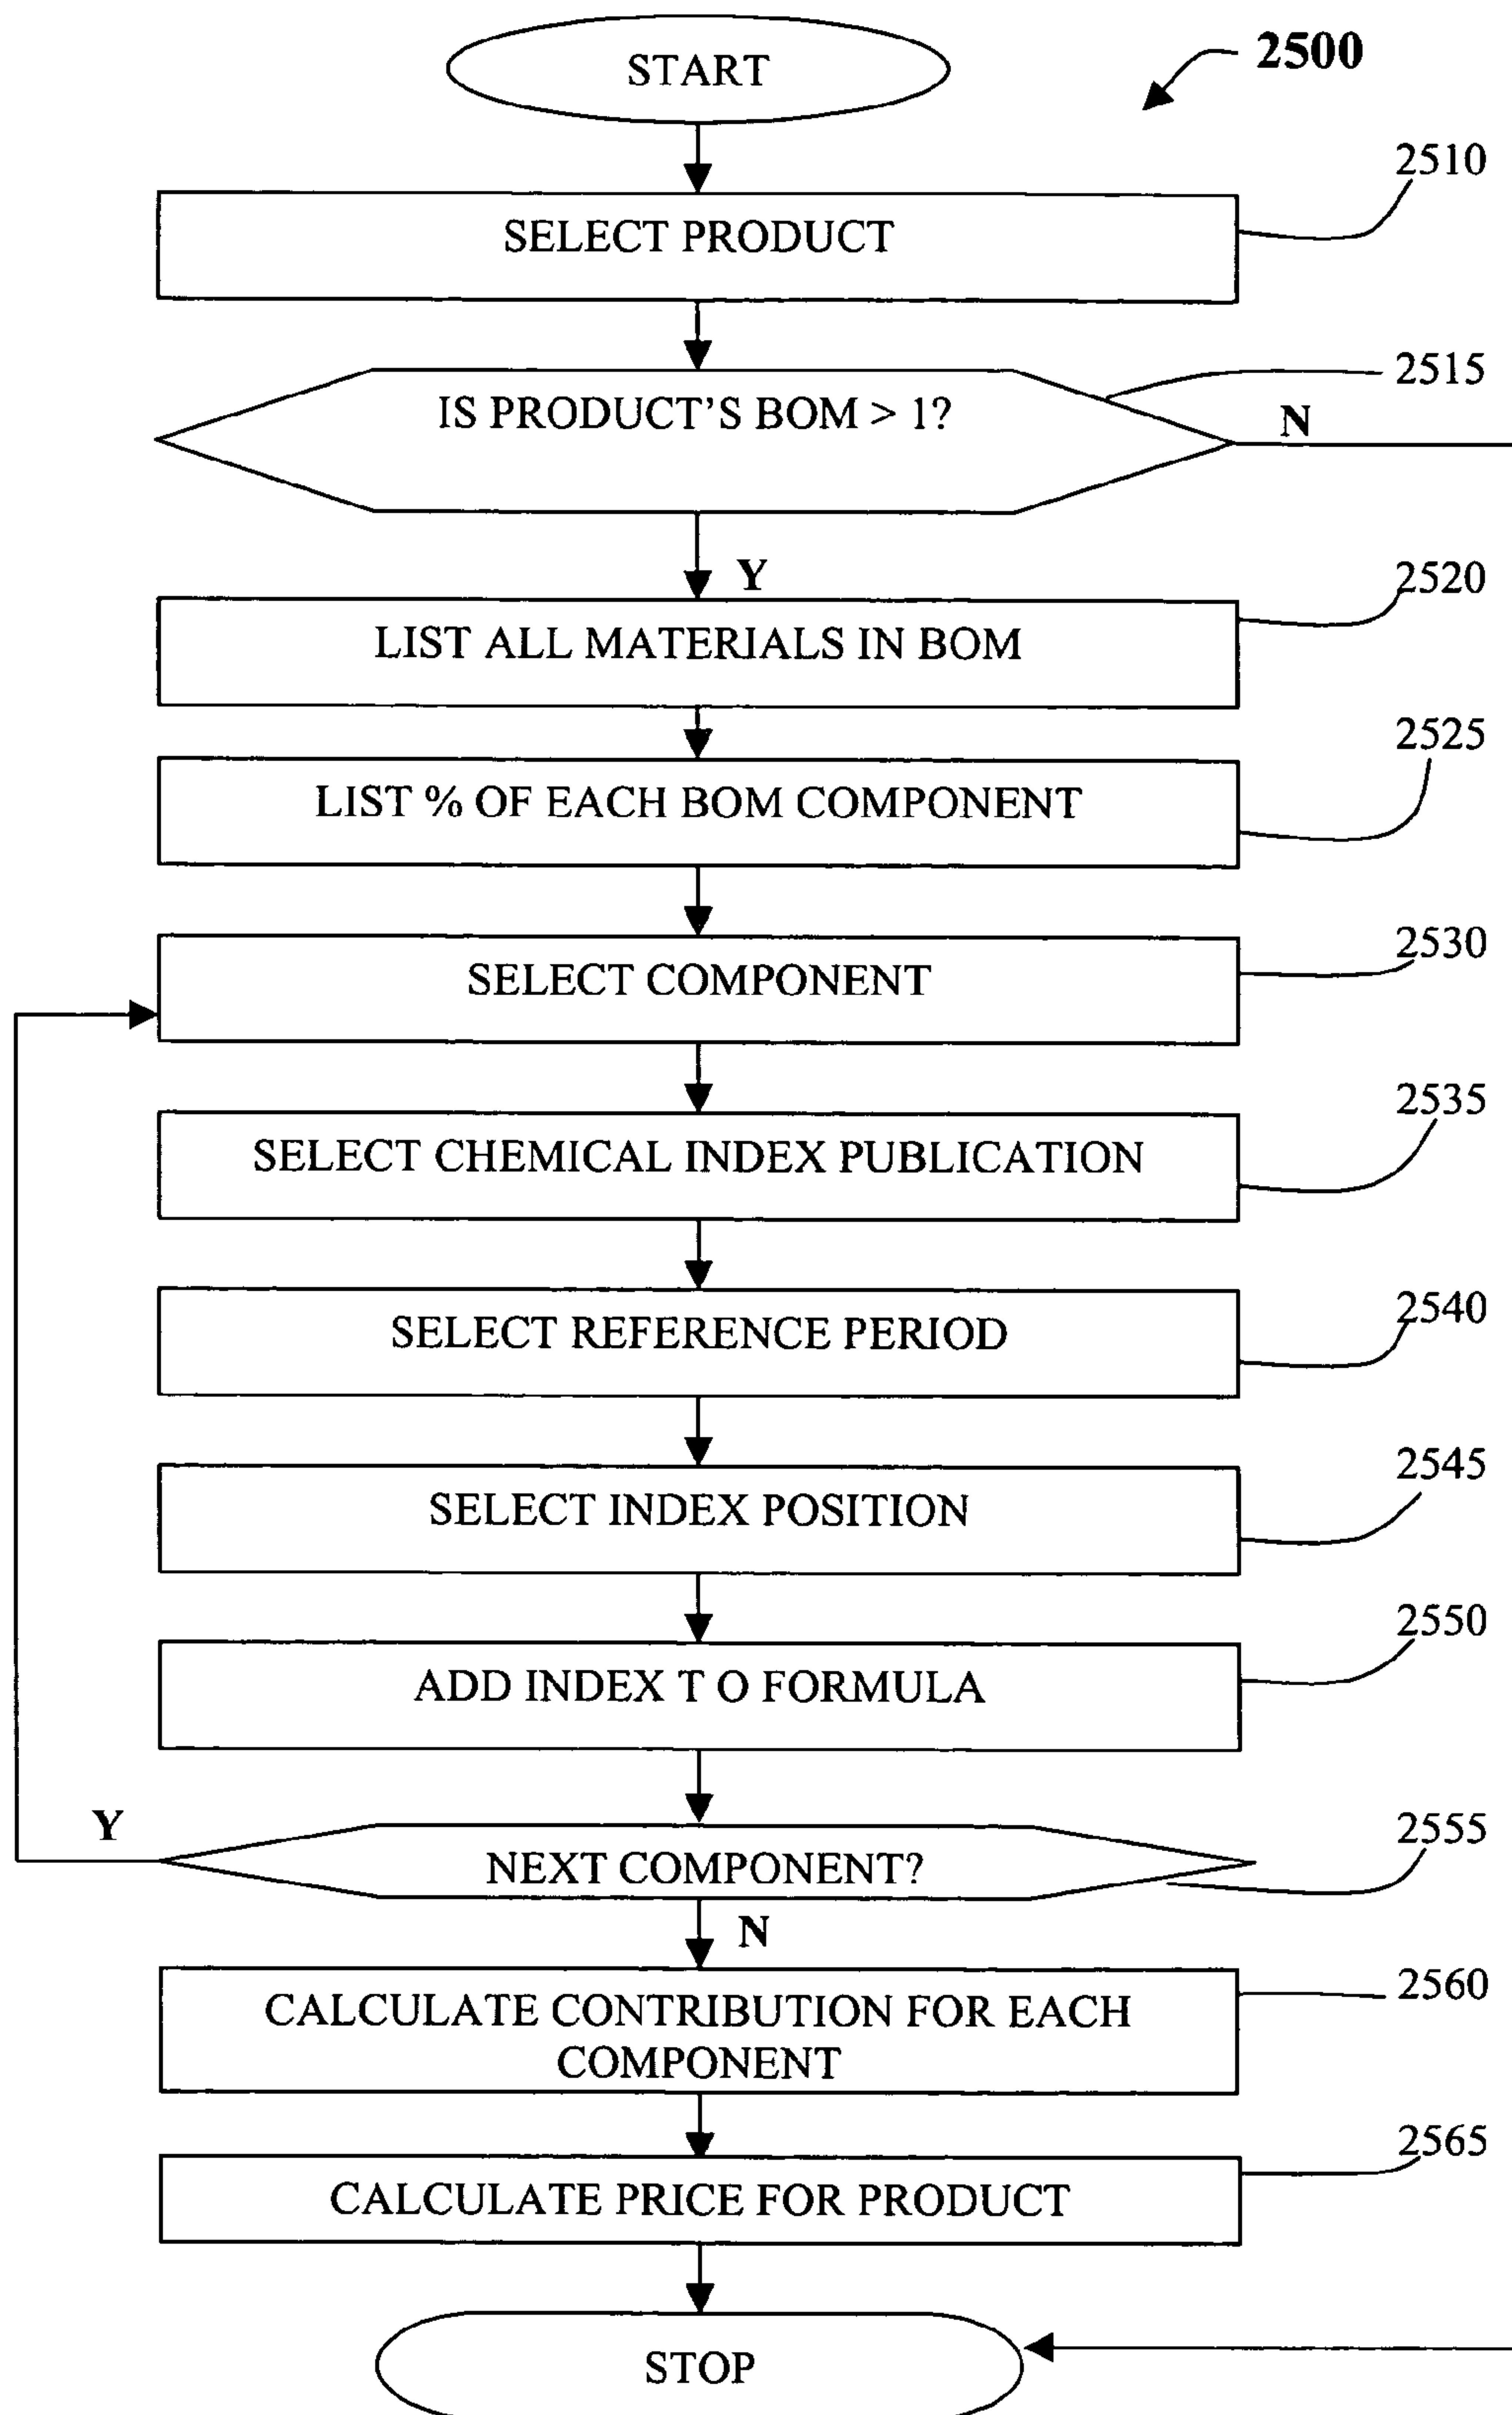 START
2500
2510
SELECT PRODUCT
2515
IS PRODUCT'S BOM > 1?
N
Y
2520
LIST ALL MATERIALS IN BOM
2525
LIST % OF EACH BOM COMPONENT
2530
SELECT COMPONENT
2535
SELECT CHEMICAL INDEX PUBLICATION
2540
SELECT REFERENCE PERIOD
2545
SELECT INDEX POSITION
2550
ADD INDEX T O FORMULA
Y
2555
NEXT COMPONENT?
N
2560
CALCULATE CONTRIBUTION FOR EACH
COMPONENT
2565
CALCULATE PRICE FOR PRODUCT
STOP